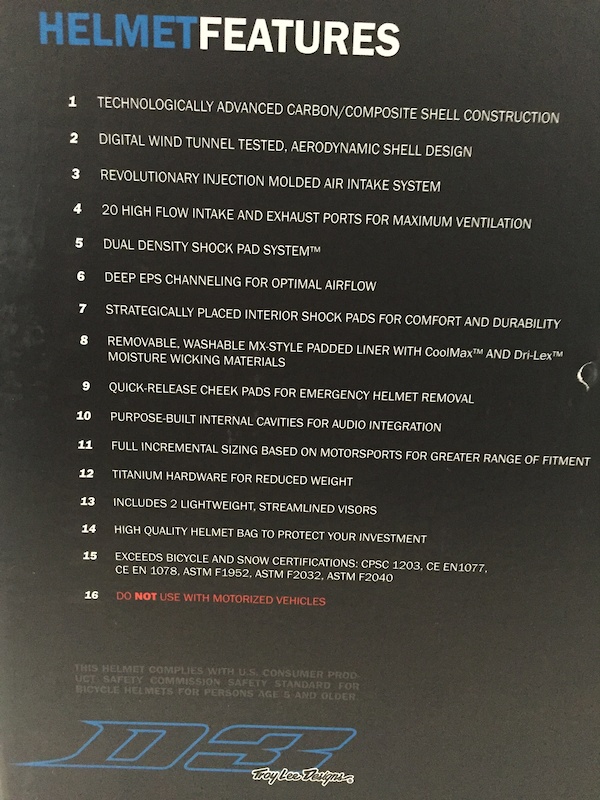 HELMETFEATURES
1 TECHNOLOGICALLY ADVANCED CARBON/COMPOSITE SHELL CONSTRUCTION
2 DIGITAL WIND TUNNEL TESTED, AERODYNAMIC SHELL DESIGN
3 REVOLUTIONARY INJECTION MOLDED AIR INTAKE SYSTEM
4 20 HIGH FLOW INTAKE AND EXHAUST PORTS FOR MAXIMUM VENTILATION
5 DUAL DENSITY SHOCK PAD SYSTEM™
6 DEEP EPS CHANNELING FOR OPTIMAL AIRFLOW
7 STRATEGICALLY PLACED INTERIOR SHOCK PADS FOR COMFORT AND DURABILITY
8 REMOVABLE, WASHABLE MX-STYLE PADDED LINER WITH CoolMax™ AND Dri-Lex™
MOISTURE WICKING MATERIALS
9 QUICK-RELEASE CHEEK PADS FOR EMERGENCY HELMET REMOVAL
10 PURPOSE-BUILT INTERNAL CAVITIES FOR AUDIO INTEGRATION
11 FULL INCREMENTAL SIZING BASED ON MOTORSPORTS FOR GREATER RANGE OF FITMENT
12 TITANIUM HARDWARE FOR REDUCED WEIGHT
13 INCLUDES 2 LIGHTWEIGHT, STREAMLINED VISORS
14 HIGH QUALITY HELMET BAG TO PROTECT YOUR INVESTMENT
15 EXCEEDS BICYCLE AND SNOW CERTIFICATIONS: CPSC 1203, CE EN1077,
CE EN 1078, ASTM F1952, ASTM F2032, ASTM F2040
16 DO NOT USE WITH MOTORIZED VEHICLES
THIS HELMET COMPLIES WITH U.S. CONSUMER PROD-
UCT SAFETY COMMISSION SAFETY STANDARD FOR
BICYCLE HELMETS FOR PERSONS AGE 5 AND OLDER
D3
Troy Lee Designs®